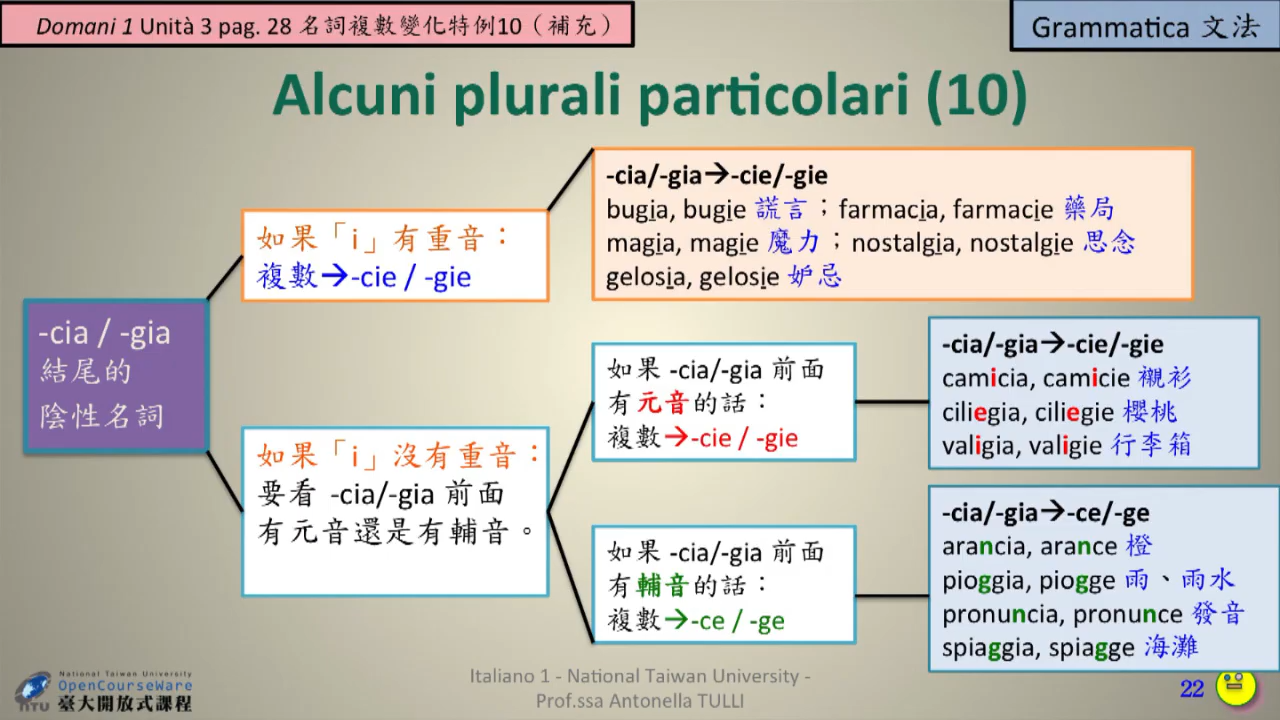 Domani 1 Unità 3 pag. 28 名詞複數變化特例10（補充）
Grammatica 文法
Alcuni plurali particolari (10)
-cia / -gia
結尾的
陰性名詞
如果「i」有重音：
複數→-cie / -gie
-cia/-gia→-cie/-gie
bugia, bugie 謊言；farmacia, farmacie 藥局
magia, magie 魔力；nostalgia, nostalgie 思念
gelosia, gelosie 妒忌
如果「i」沒有重音：
要看 -cia/-gia 前面
有元音還是有輔音。
如果 -cia/-gia 前面
有元音的話：
複數→-cie / -gie
-cia/-gia→-cie/-gie
camicia, camicie 襯衫
ciliegia, ciliegie 櫻桃
valigia, valigie 行李箱
如果 -cia/-gia 前面
有輔音的話：
複數→-ce / -ge
-cia/-gia→-ce/-ge
arancia, arance 橙
pioggia, piogge 雨、雨水
pronuncia, pronunce 發音
spiaggia, spiagge 海灘
National Taiwan University
OpenCourseWare
NTU 臺大開放式課程
Italiano 1 - National Taiwan University -
Prof.ssa Antonella TULLI
22